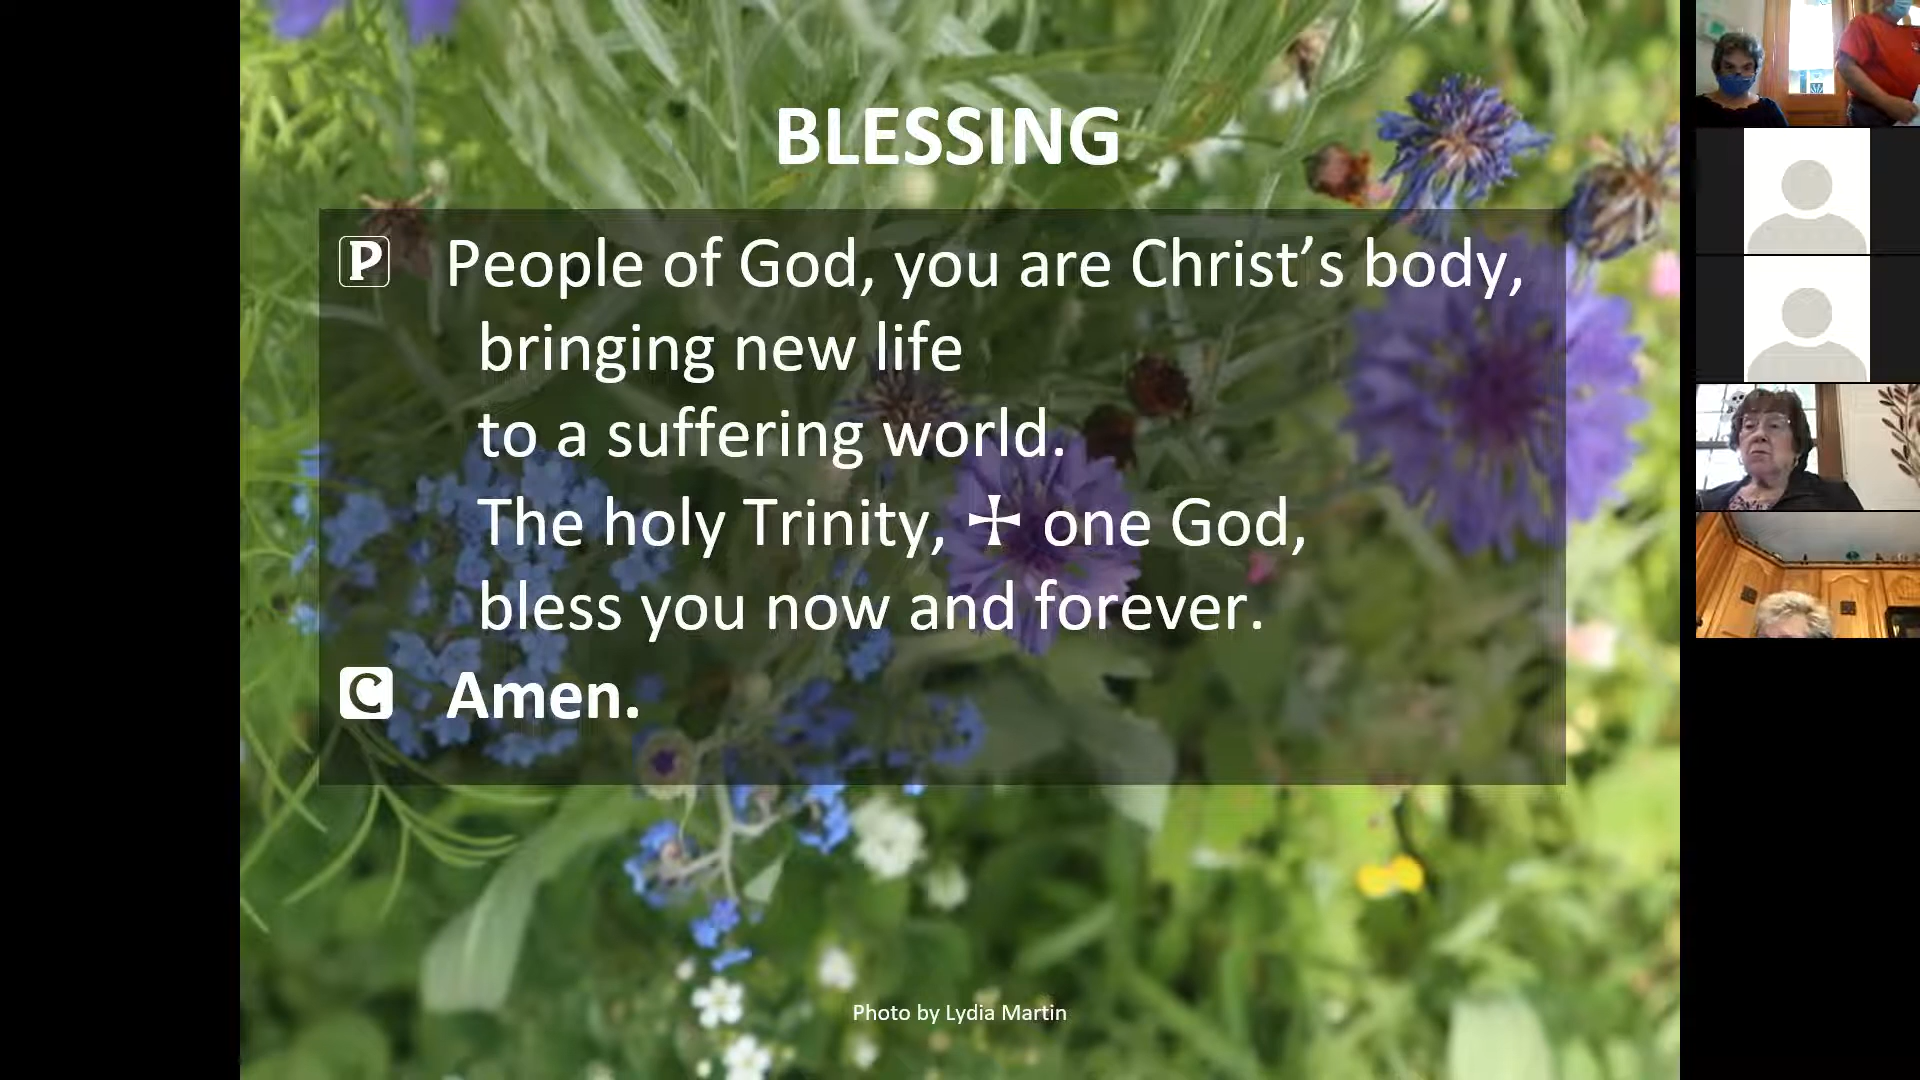 BLESSING
P People of God, you are Christ’s body,
bringing new life
to a suffering world.
The holy Trinity, ☩ one God,
bless you now and forever.
C Amen.
Photo by Lydia Martin